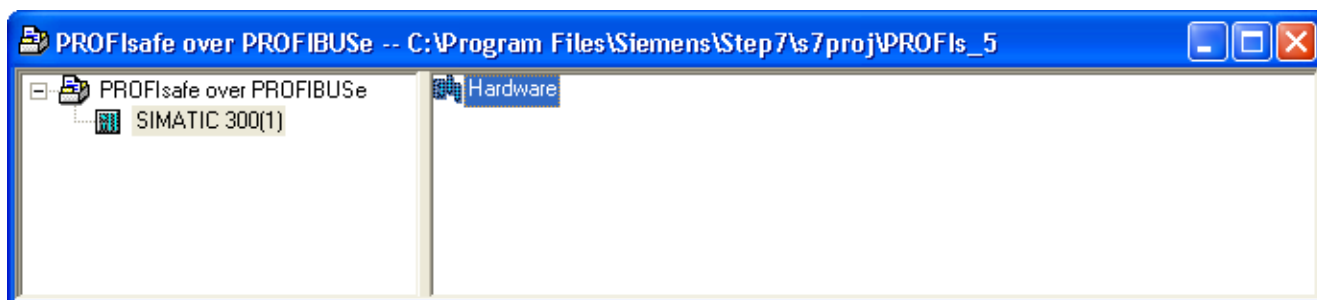 PROFIsafe over PROFIBUSe -- C:\Program Files\Siemens\Step7\s7proj\PROFIs_5
PROFIsafe over PROFIBUSe
Hardware
SIMATIC 300(1)